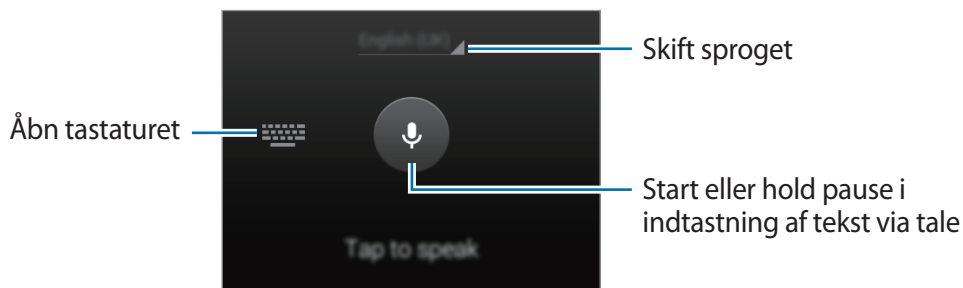 English (UK)
Skift sproget
Åbn tastaturet
Start eller hold pause i
indtastning af tekst via tale
Tap to speak